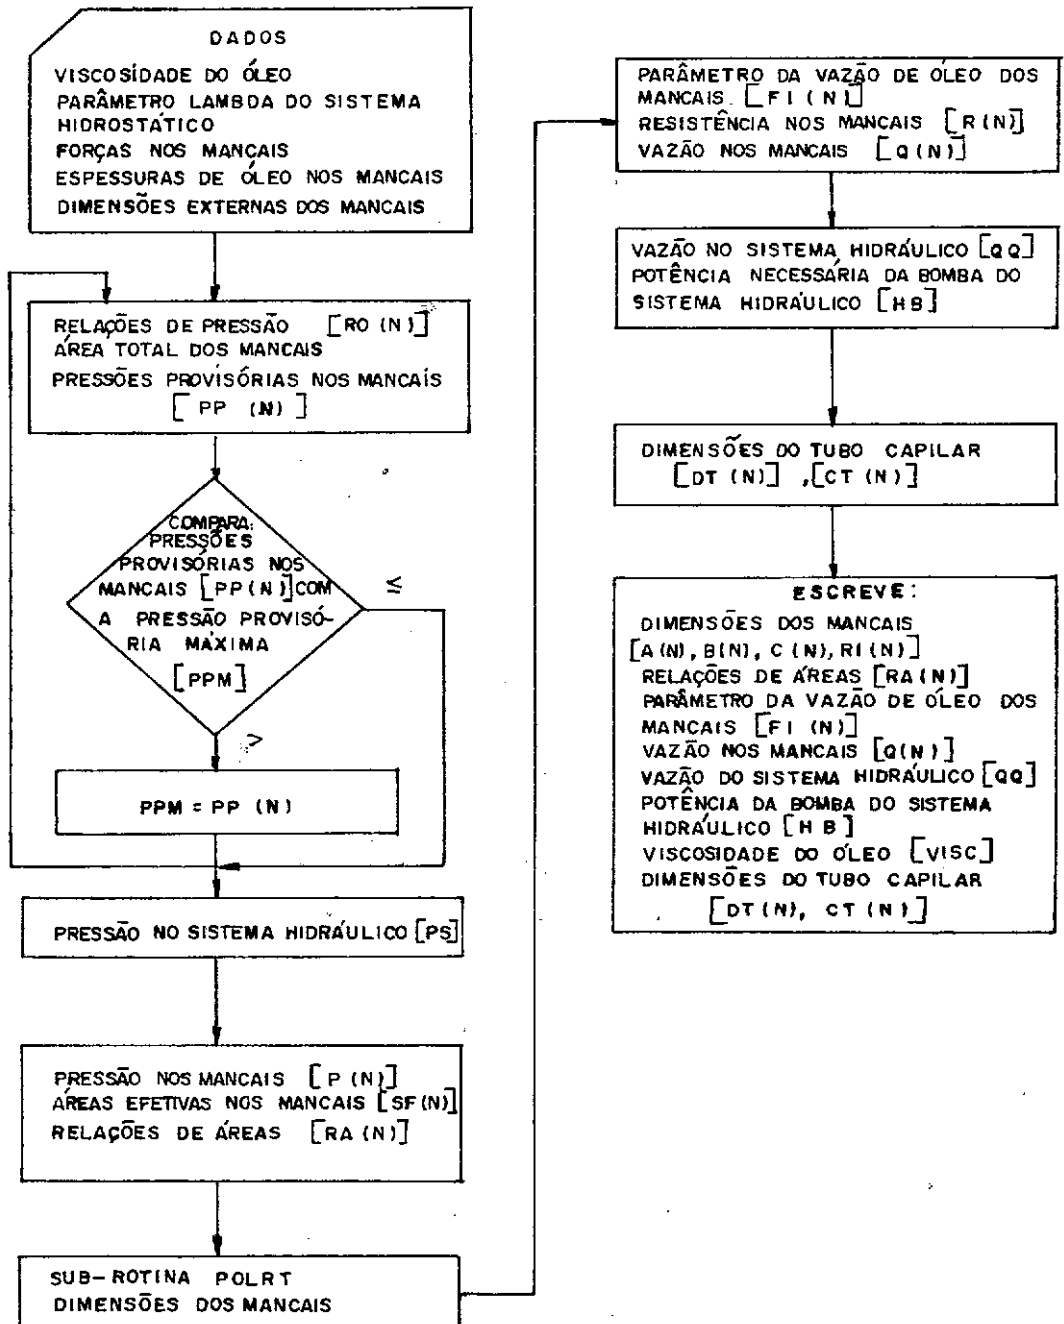 DADOS
VISCOSÍDADE DO ÓLEO
PARÂMETRO LAMBDA DO SISTEMA
HIDROSTÁTICO
FORÇAS NOS MANCAIS
ESPESSURAS DE ÓLEO NOS MANCAIS
DIMENSÕES EXTERNAS DOS MANCAIS
RELAÇÕES DE PRESSÃO [RO (N)]
ÁREA TOTAL DOS MANCAIS
PRESSÕES PROVISÓRIAS NOS MANCAÍS
[PP (N)]
COMPARA:
PRESSÕES
PROVISÓRIAS NOS
MANCAIS [PP(N)] COM
A PRESSÃO PROVISÓ-
RIA MÁXIMA
[PPM]
≤
>
PPM = PP (N)
PRESSÃO NO SISTEMA HIDRÁULICO [PS]
PRESSÃO NOS MANCAIS [P (N)]
ÁREAS EFETIVAS NOS MANCAIS [SF(N)]
RELAÇÕES DE ÁREAS [RA (N)]
SUB-ROTINA POLRT
DIMENSÕES DOS MANCAIS
PARÂMETRO DA VAZÃO DE ÓLEO DOS
MANCAIS. [FI (N)]
RESISTÊNCIA NOS MANCAIS [R(N)]
VAZÃO NOS MANCAIS [Q(N)]
VAZÃO NO SISTEMA HIDRÁULICO [QQ]
POTÊNCIA NECESSÁRIA DA BOMBA DO
SISTEMA HIDRÁULICO [HB]
DIMENSÕES DO TUBO CAPILAR
[DT (N)] ,[CT (N)]
ESCREVE:
DIMENSÕES DOS MANCAIS
[A(N), B(N), C (N), RI(N)]
RELAÇÕES DE ÁREAS [RA(N)]
PARÂMETRO DA VAZÃO DE ÓLEO DOS
MANCAIS [FI (N)]
VAZÃO NOS MANCAIS [Q(N)]
VAZÃO DO SISTEMA HIDRÁULICO [QQ]
POTÊNCIA DA BOMBA DO SISTEMA
HIDRÁULICO [HB]
VISCOSIDADE DO ÓLEO [VISC]
DIMENSÕES DO TUBO CAPILAR
[DT(N), CT(N)]